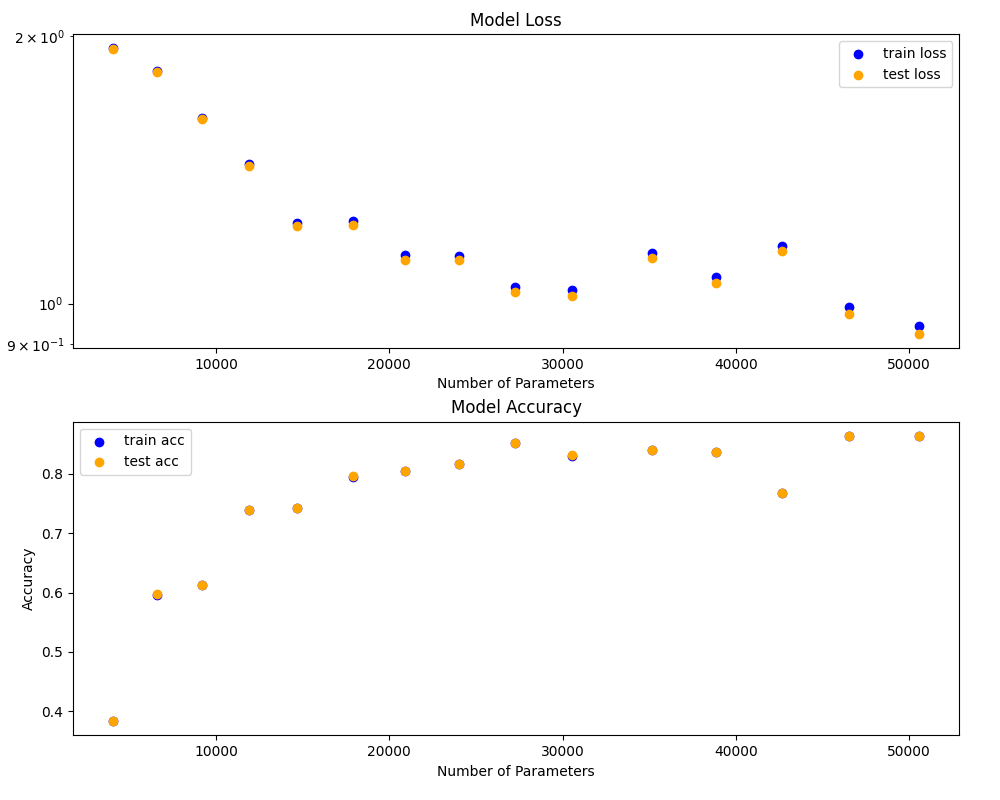 Model Loss
2 × 10⁰
10⁰
9 × 10⁻¹
train loss
test loss
10000 20000 30000 40000 50000
Number of Parameters
Model Accuracy
train acc
test acc
0.8
0.7
0.6
0.5
0.4
Accuracy
10000 20000 30000 40000 50000
Number of Parameters